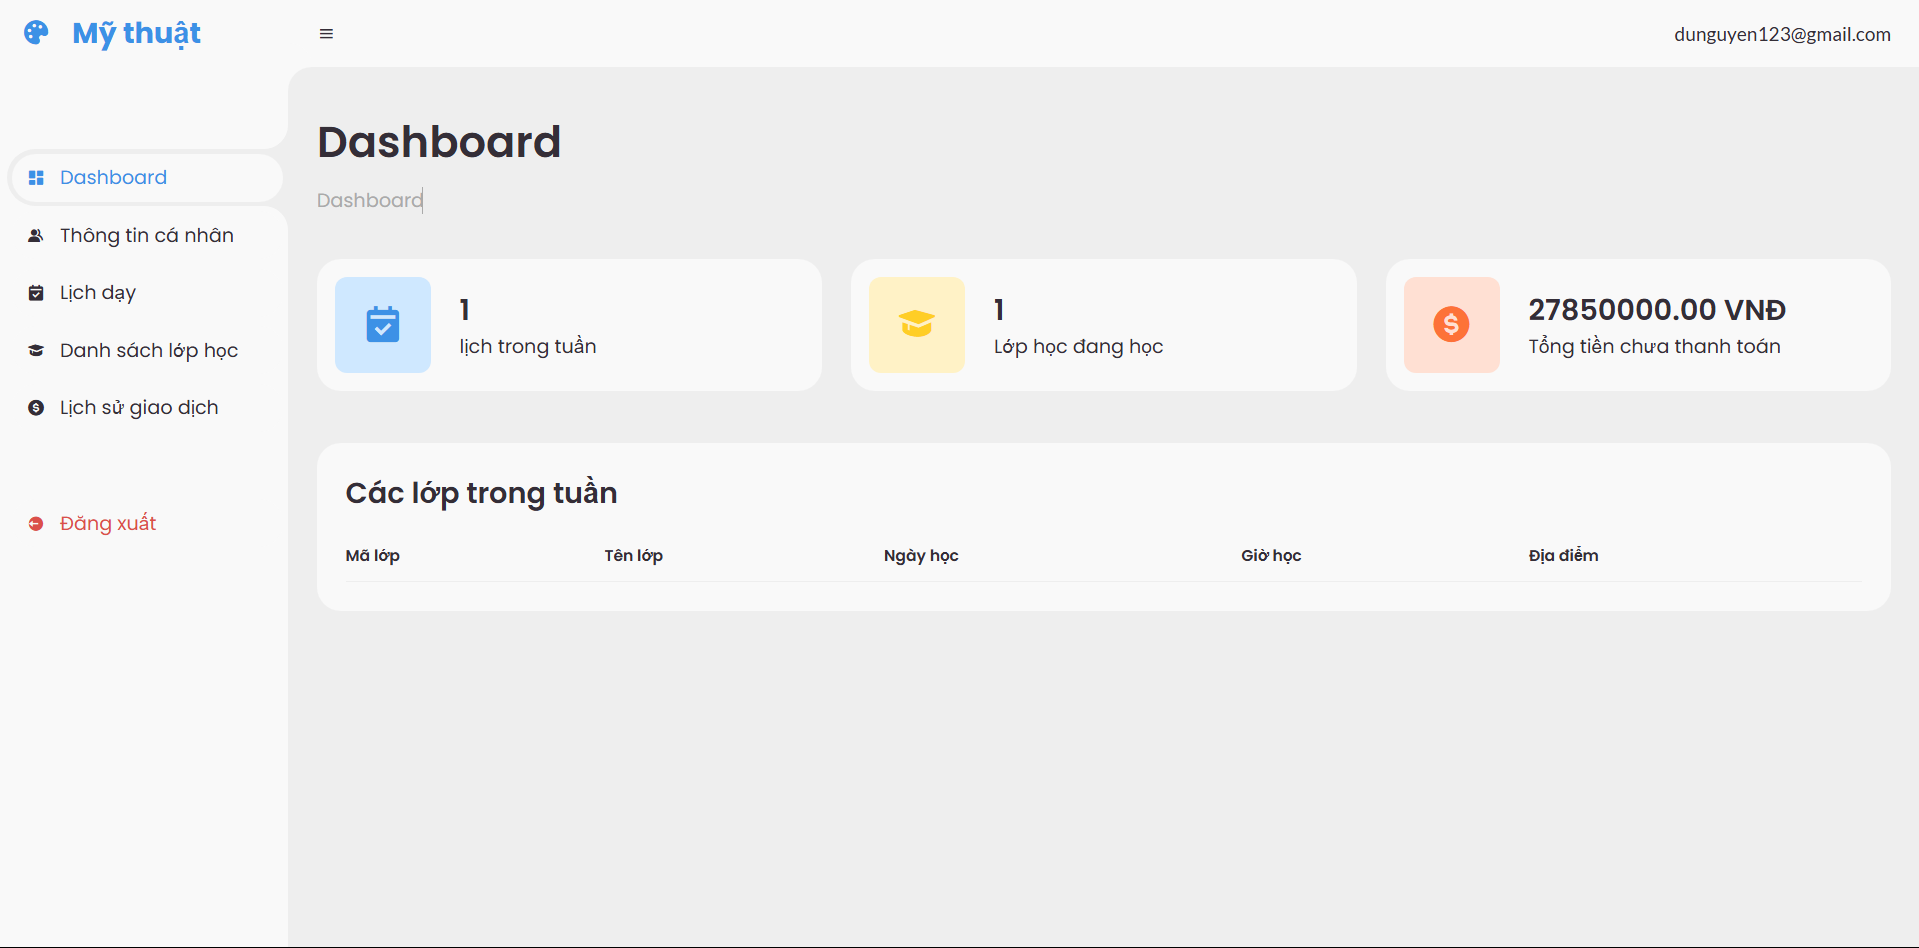 Mỹ thuật
dunguyen123@gmail.com
Dashboard
Thông tin cá nhân
Lịch dạy
Danh sách lớp học
Lịch sử giao dịch
Đăng xuất
Dashboard
Dashboard
1
lịch trong tuần
1
Lớp học đang học
27850000.00 VNĐ
Tổng tiền chưa thanh toán
Các lớp trong tuần
Mã lớp Tên lớp Ngày học Giờ học Địa điểm